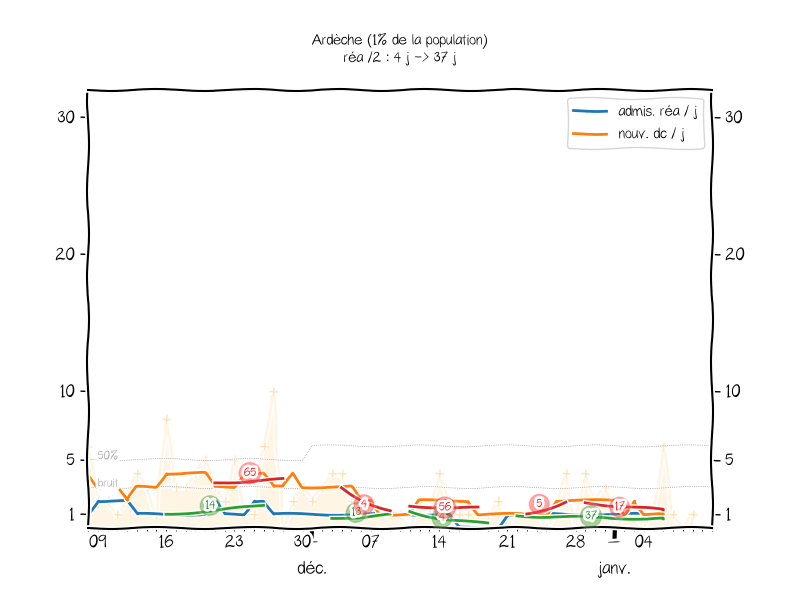 Ardèche (1% de la population)
réa /2 : 4 j -> 37 j
admis. réa / j
nouv. dc / j
30 30
20 20
10 10
5 5
1 1
50%
bruit
65
14
4
56
5
37
17
09 16 23 30 07 14 21 28 04
déc. janv.